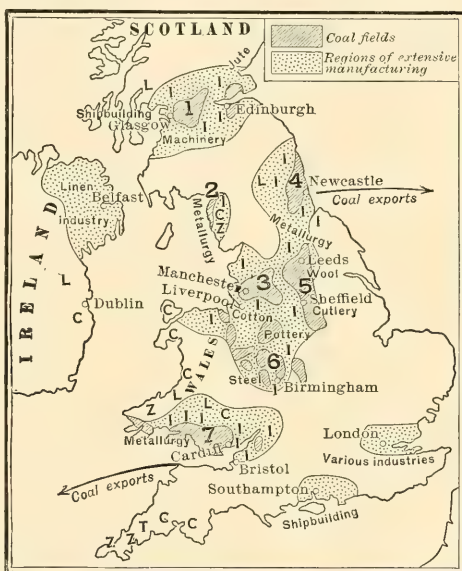 SCOTLAND
Coal fields
Regions of extensive
manufacturing
Jute
L I I
Shipbuilding
Glasgow
1
I
Edinburgh
I
I
Machinery
I
2
I
C
Z
Metallurgy
I
L I
4
Newcastle
Coal exports
I
Metallurgy
I
Linen
Belfast
industry
IRELAND
L
C
Dublin
I
I
Leeds
Wool
Manchester
3
5
Liverpool
I
Sheffield
Cutlery
Cotton
I
C
C
I
Pottery
I
WALES
6
Steel
I
Birmingham
C
L
Z
I I I
L
L
C
I
Metallurgy
7
I
I
Cardiff
Bristol
Coal exports
London
Various industries
Southampton
Shipbuilding
Z Z T C C